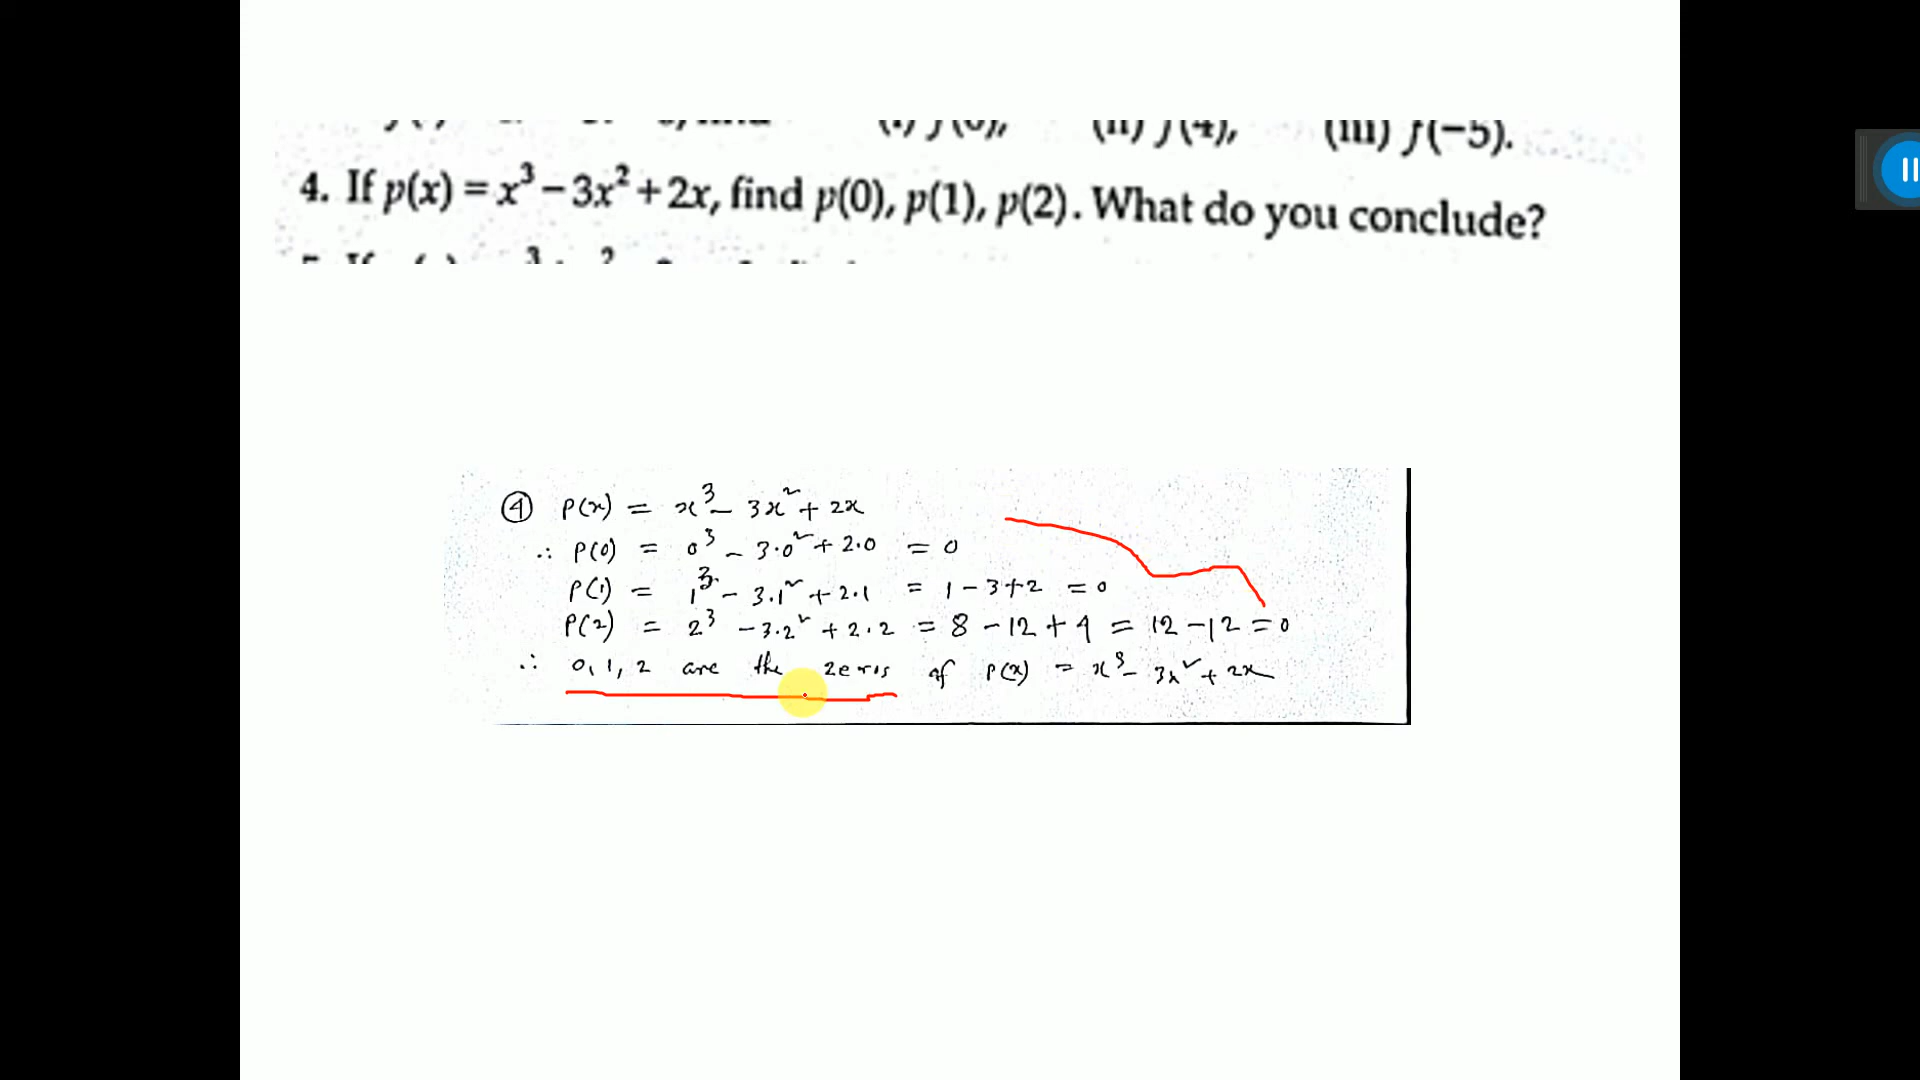 (ii) f(4), (iii) f(−5).
4. If p(x) = x³ − 3x² + 2x, find p(0), p(1), p(2). What do you conclude?
④ P(x) = x³ − 3x² + 2x
∴ P(0) = 0³ − 3·0² + 2·0 = 0
P(1) = 1³ − 3·1² + 2·1 = 1 − 3 + 2 = 0
P(2) = 2³ − 3·2² + 2·2 = 8 − 12 + 4 = 12 − 12 = 0
∴ 0, 1, 2 are the zeros of P(x) = x³ − 3x² + 2x